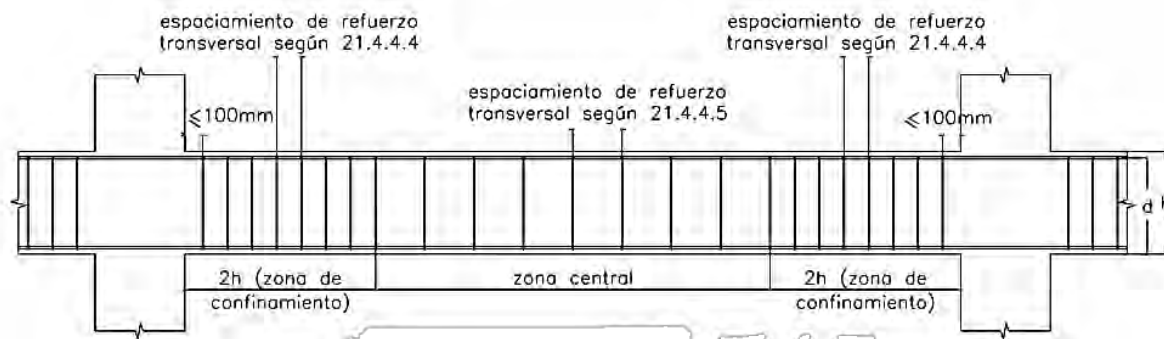 espaciamiento de refuerzo
transversal según 21.4.4.4
espaciamiento de refuerzo
transversal según 21.4.4.4
espaciamiento de refuerzo
transversal según 21.4.4.5
≤100mm
≤100mm
d
h
2h (zona de
confinamiento)
zona central
2h (zona de
confinamiento)